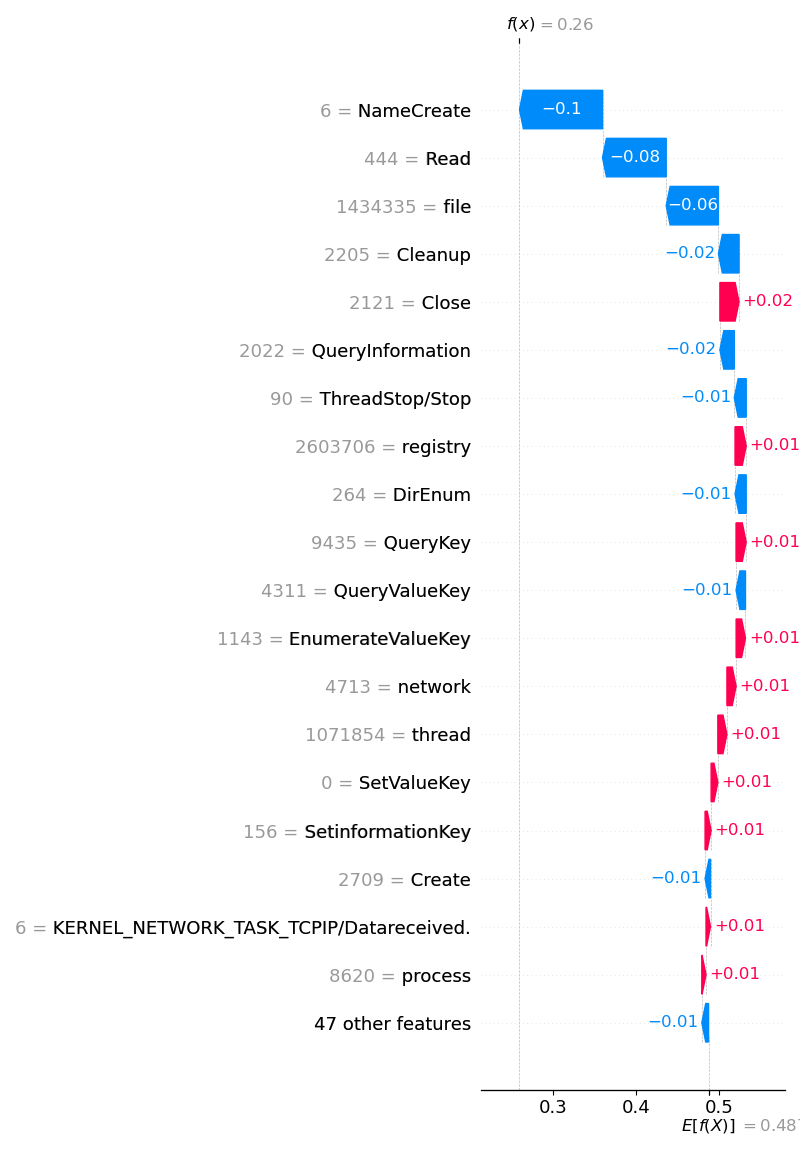 f(x) = 0.26
6 = NameCreate −0.1
444 = Read −0.08
1434335 = file −0.06
2205 = Cleanup −0.02
2121 = Close +0.02
2022 = QueryInformation −0.02
90 = ThreadStop/Stop −0.01
2603706 = registry +0.01
264 = DirEnum −0.01
9435 = QueryKey +0.01
4311 = QueryValueKey −0.01
1143 = EnumerateValueKey +0.01
4713 = network +0.01
1071854 = thread +0.01
0 = SetValueKey +0.01
156 = SetinformationKey +0.01
2709 = Create −0.01
6 = KERNEL_NETWORK_TASK_TCPIP/Datareceived. +0.01
8620 = process +0.01
47 other features −0.01
0.3 0.4 0.5
E[f(X)] = 0.487